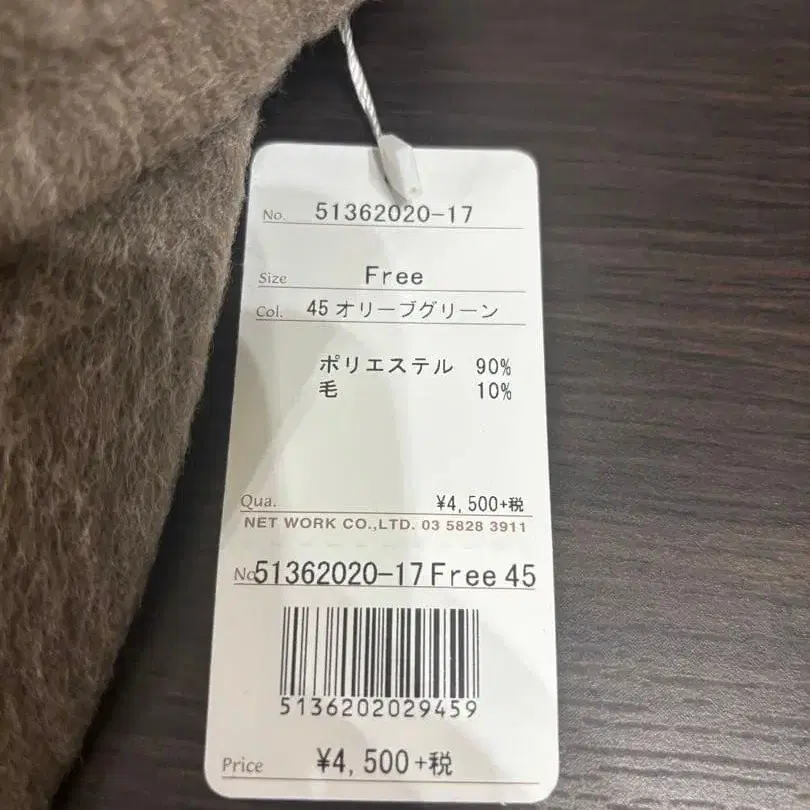 No. 51362020-17
Size Free
Col. 45 オリーブグリーン
ポリエステル 90%
毛 10%
Qua. ¥4,500+税
NET WORK CO.,LTD. 03 5828 3911
No 51362020-17 Free 45
5136202029459
Price ¥4,500+税